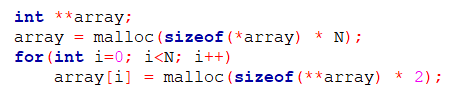 int **array;
array = malloc(sizeof(*array) * N);
for(int i=0; i<N; i++)
    array[i] = malloc(sizeof(**array) * 2);